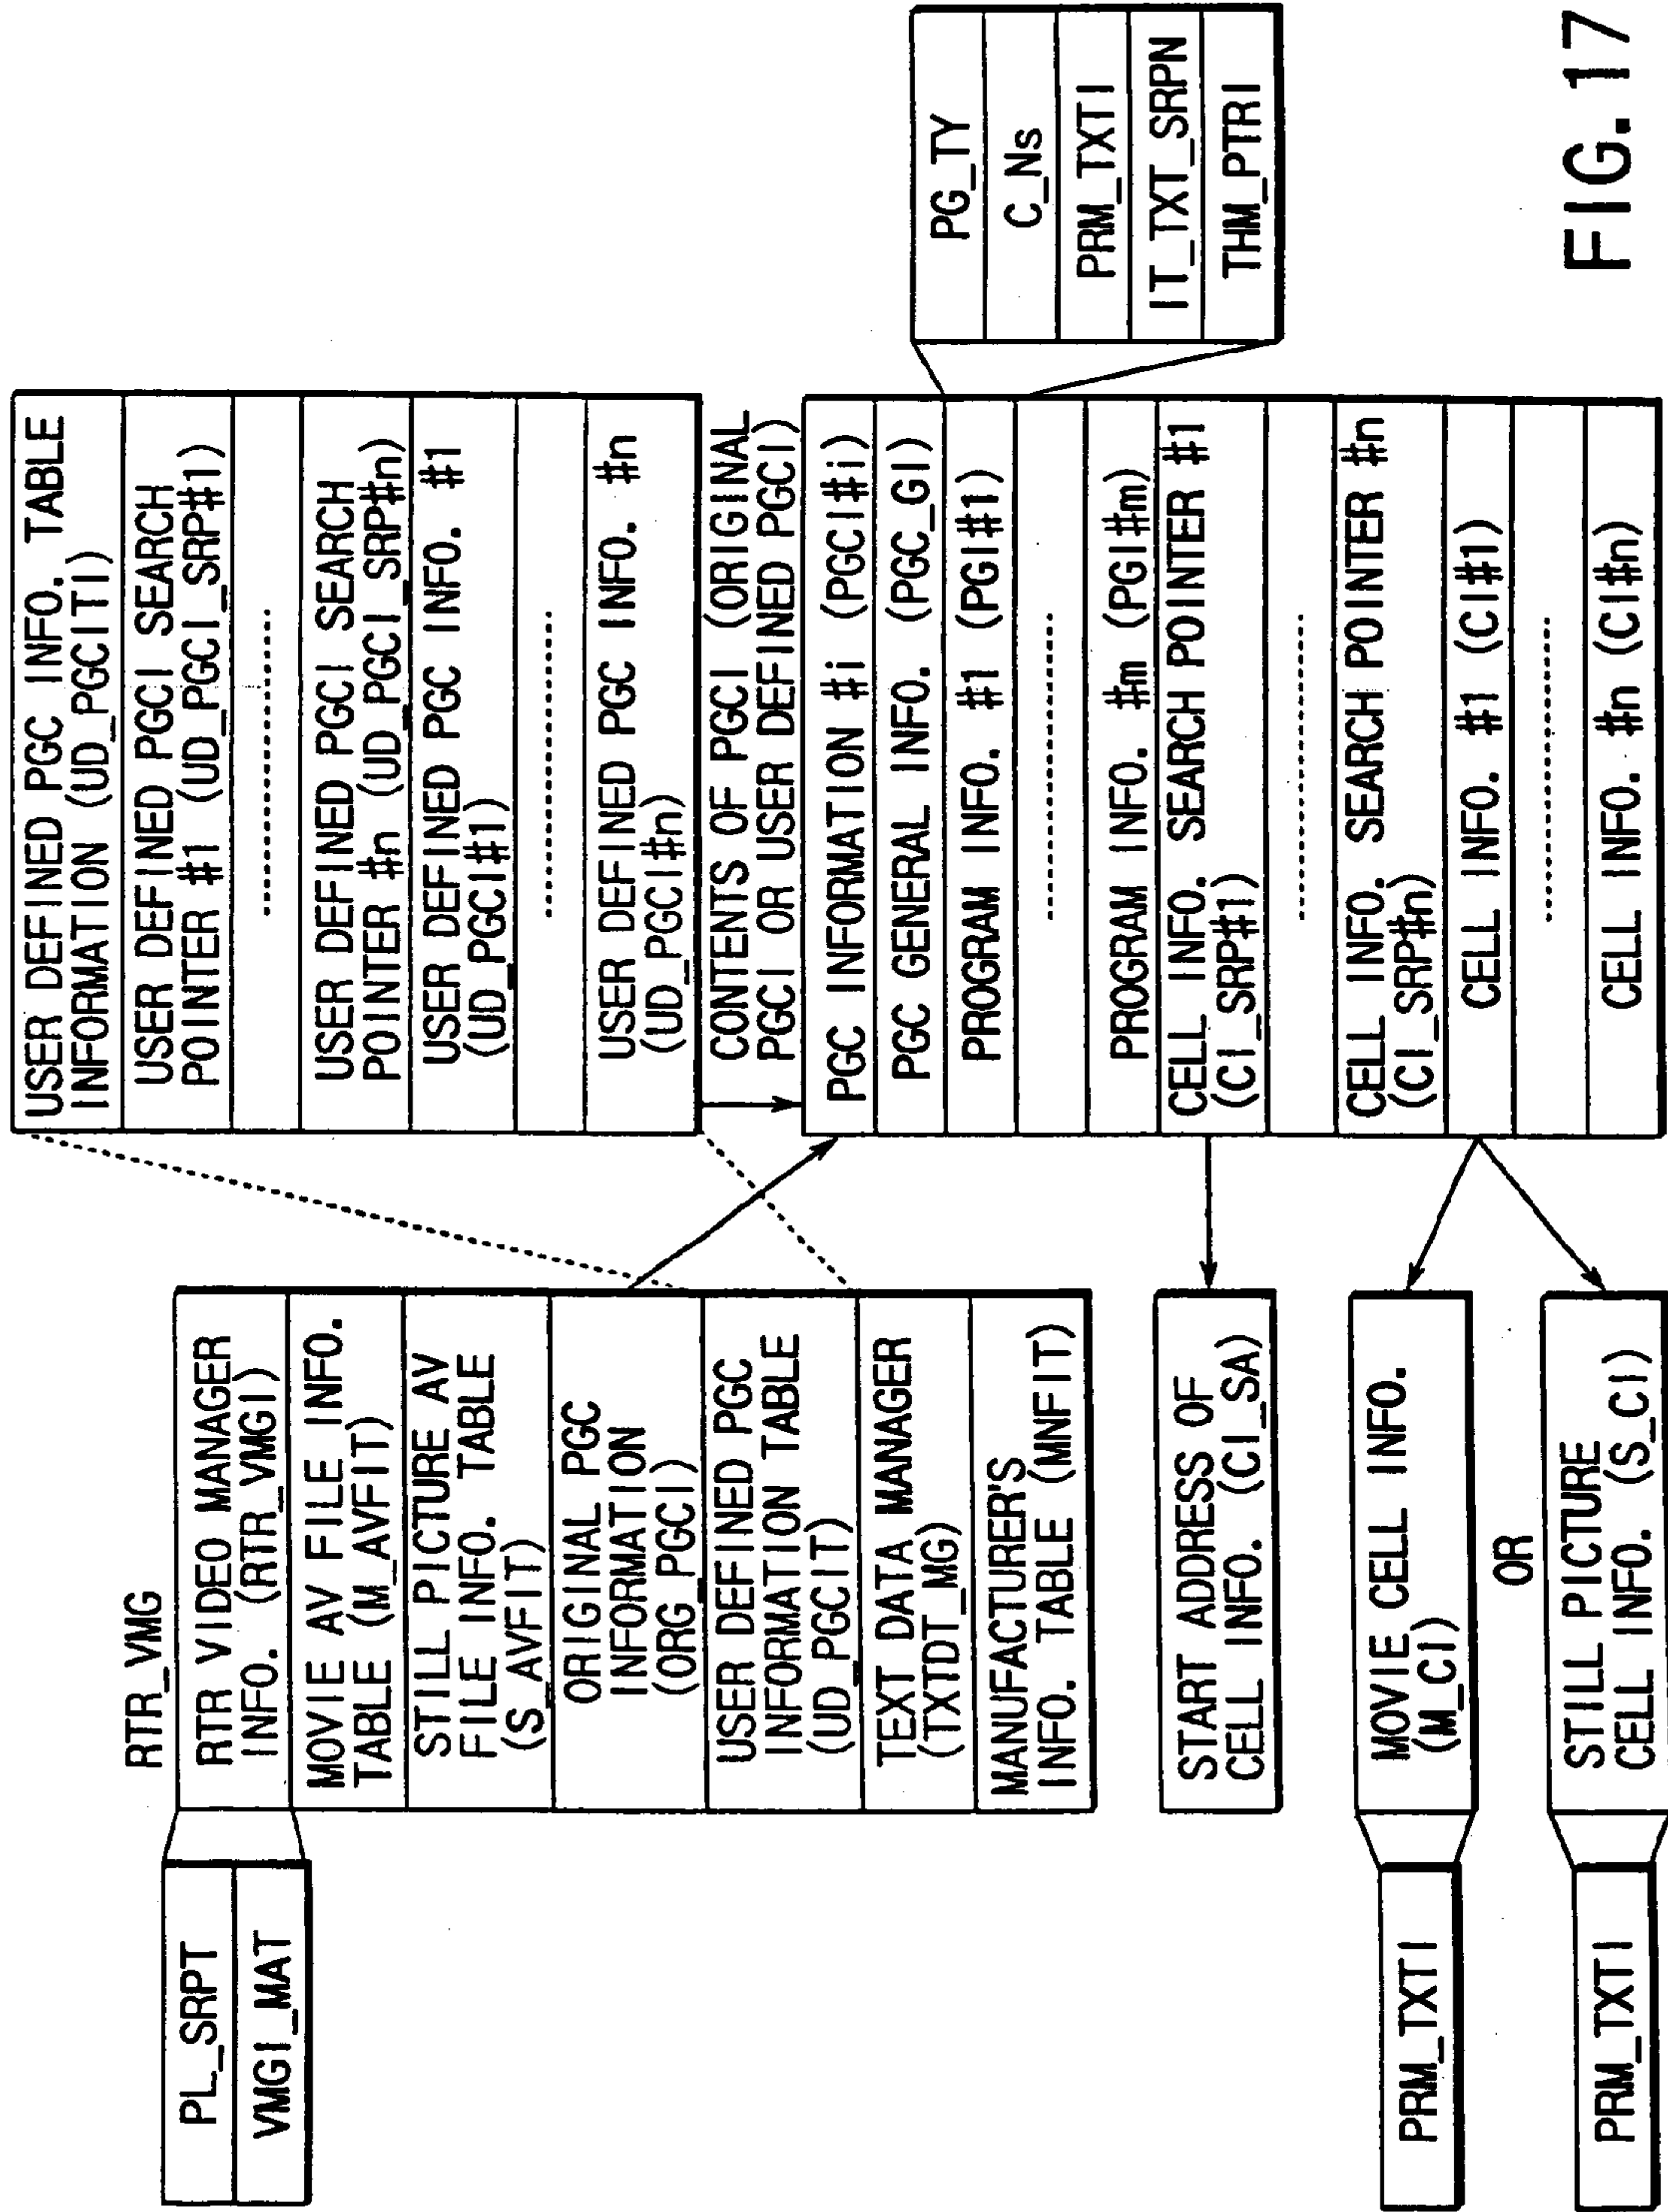 PL_SRPT
VMGI_MAT
RTR_VMG
RTR VIDEO MANAGER
INFO. (RTR_VMGI)
MOVIE AV FILE INFO.
TABLE (M_AVFIT)
STILL PICTURE AV
FILE INFO. TABLE
(S_AVFIT)
ORIGINAL PGC
INFORMATION
(ORG_PGCI)
USER DEFINED PGC
INFORMATION TABLE
(UD_PGCIT)
TEXT DATA MANAGER
(TXTDT_MG)
MANUFACTURER'S
INFO. TABLE (MNFIT)
START ADDRESS OF
CELL INFO. (CI_SA)
MOVIE CELL INFO.
(M_CI)
PRM_TXTI
OR
STILL PICTURE
CELL INFO. (S_CI)
PRM_TXTI
USER DEFINED PGC INFO. TABLE
INFORMATION (UD_PGCITI)
USER DEFINED PGCI SEARCH
POINTER #1 (UD_PGCI_SRP#1)
USER DEFINED PGCI SEARCH
POINTER #n (UD_PGCI_SRP#n)
USER DEFINED PGC INFO. #1
(UD_PGCI#1)
USER DEFINED PGC INFO. #n
(UD_PGCI#n)
CONTENTS OF PGCI (ORIGINAL
PGCI OR USER DEFINED PGCI)
PGC INFORMATION #i (PGCI#i)
PGC GENERAL INFO. (PGC_GI)
PROGRAM INFO. #1 (PGI#1)
PROGRAM INFO. #m (PGI#m)
CELL INFO. SEARCH POINTER #1
(CI_SRP#1)
CELL INFO. SEARCH POINTER #n
(CI_SRP#n)
CELL INFO. #1 (CI#1)
CELL INFO. #n (CI#n)
PG_TY
C_Ns
PRM_TXTI
IT_TXT_SRPN
THM_PTRI
FIG. 17